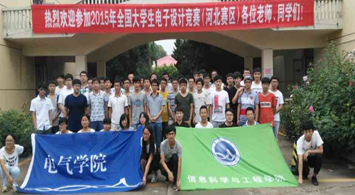 热烈欢迎参加2015年全国大学生电子设计竞赛(河北赛区)各位老师、同学们!
电气学院
信息科学与工程学院